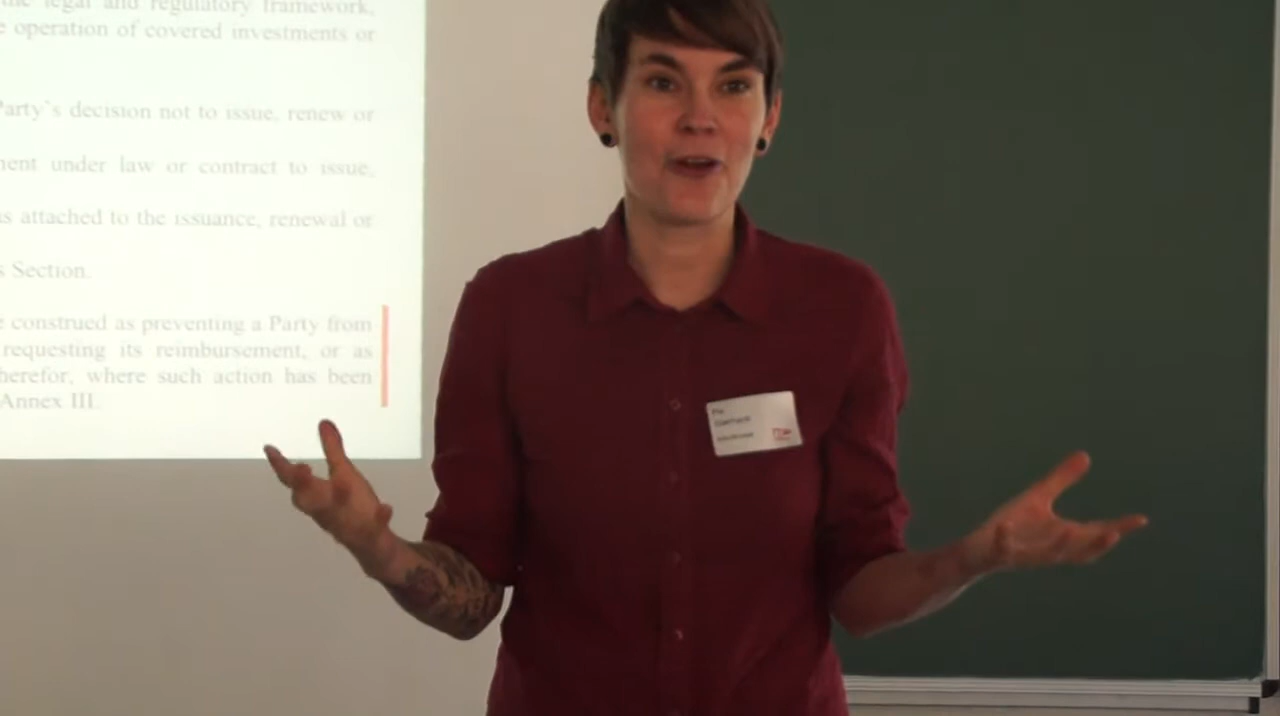 the legal and regulatory framework,
e operation of covered investments or
Party's decision not to issue, renew or
ment under law or contract to issue,
s attached to the issuance, renewal or
s Section.
e construed as preventing a Party from
requesting its reimbursement, or as
herefor, where such action has been
Annex III.
Pia
Eberhardt